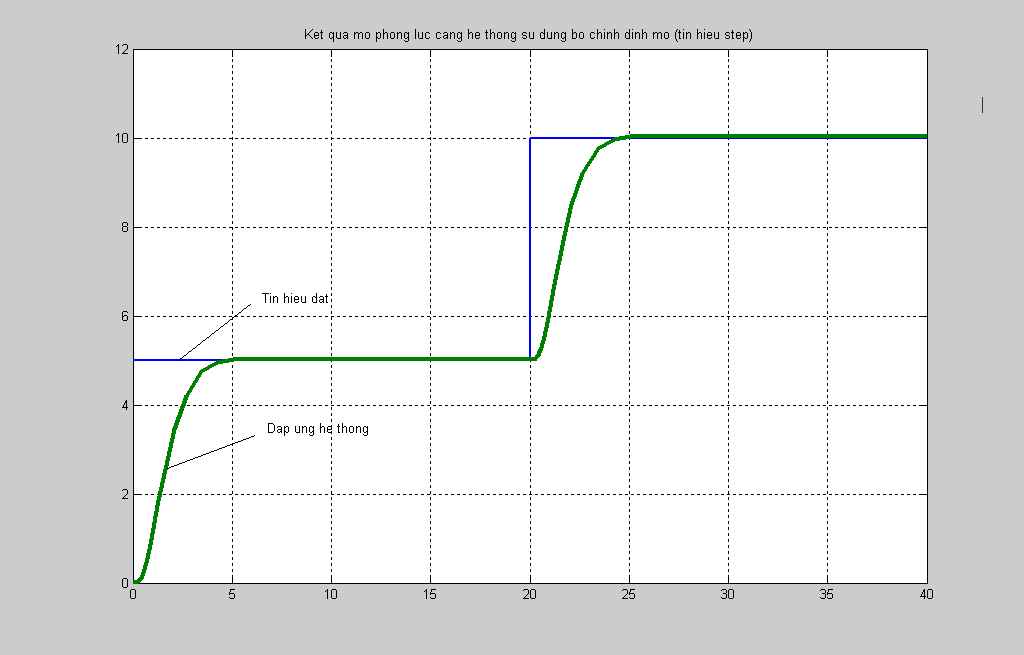 Ket qua mo phong luc cang he thong su dung bo chinh dinh mo (tin hieu step)
12
10
8
6
4
2
0
Tin hieu dat
Dap ung he thong
0 5 10 15 20 25 30 35 40